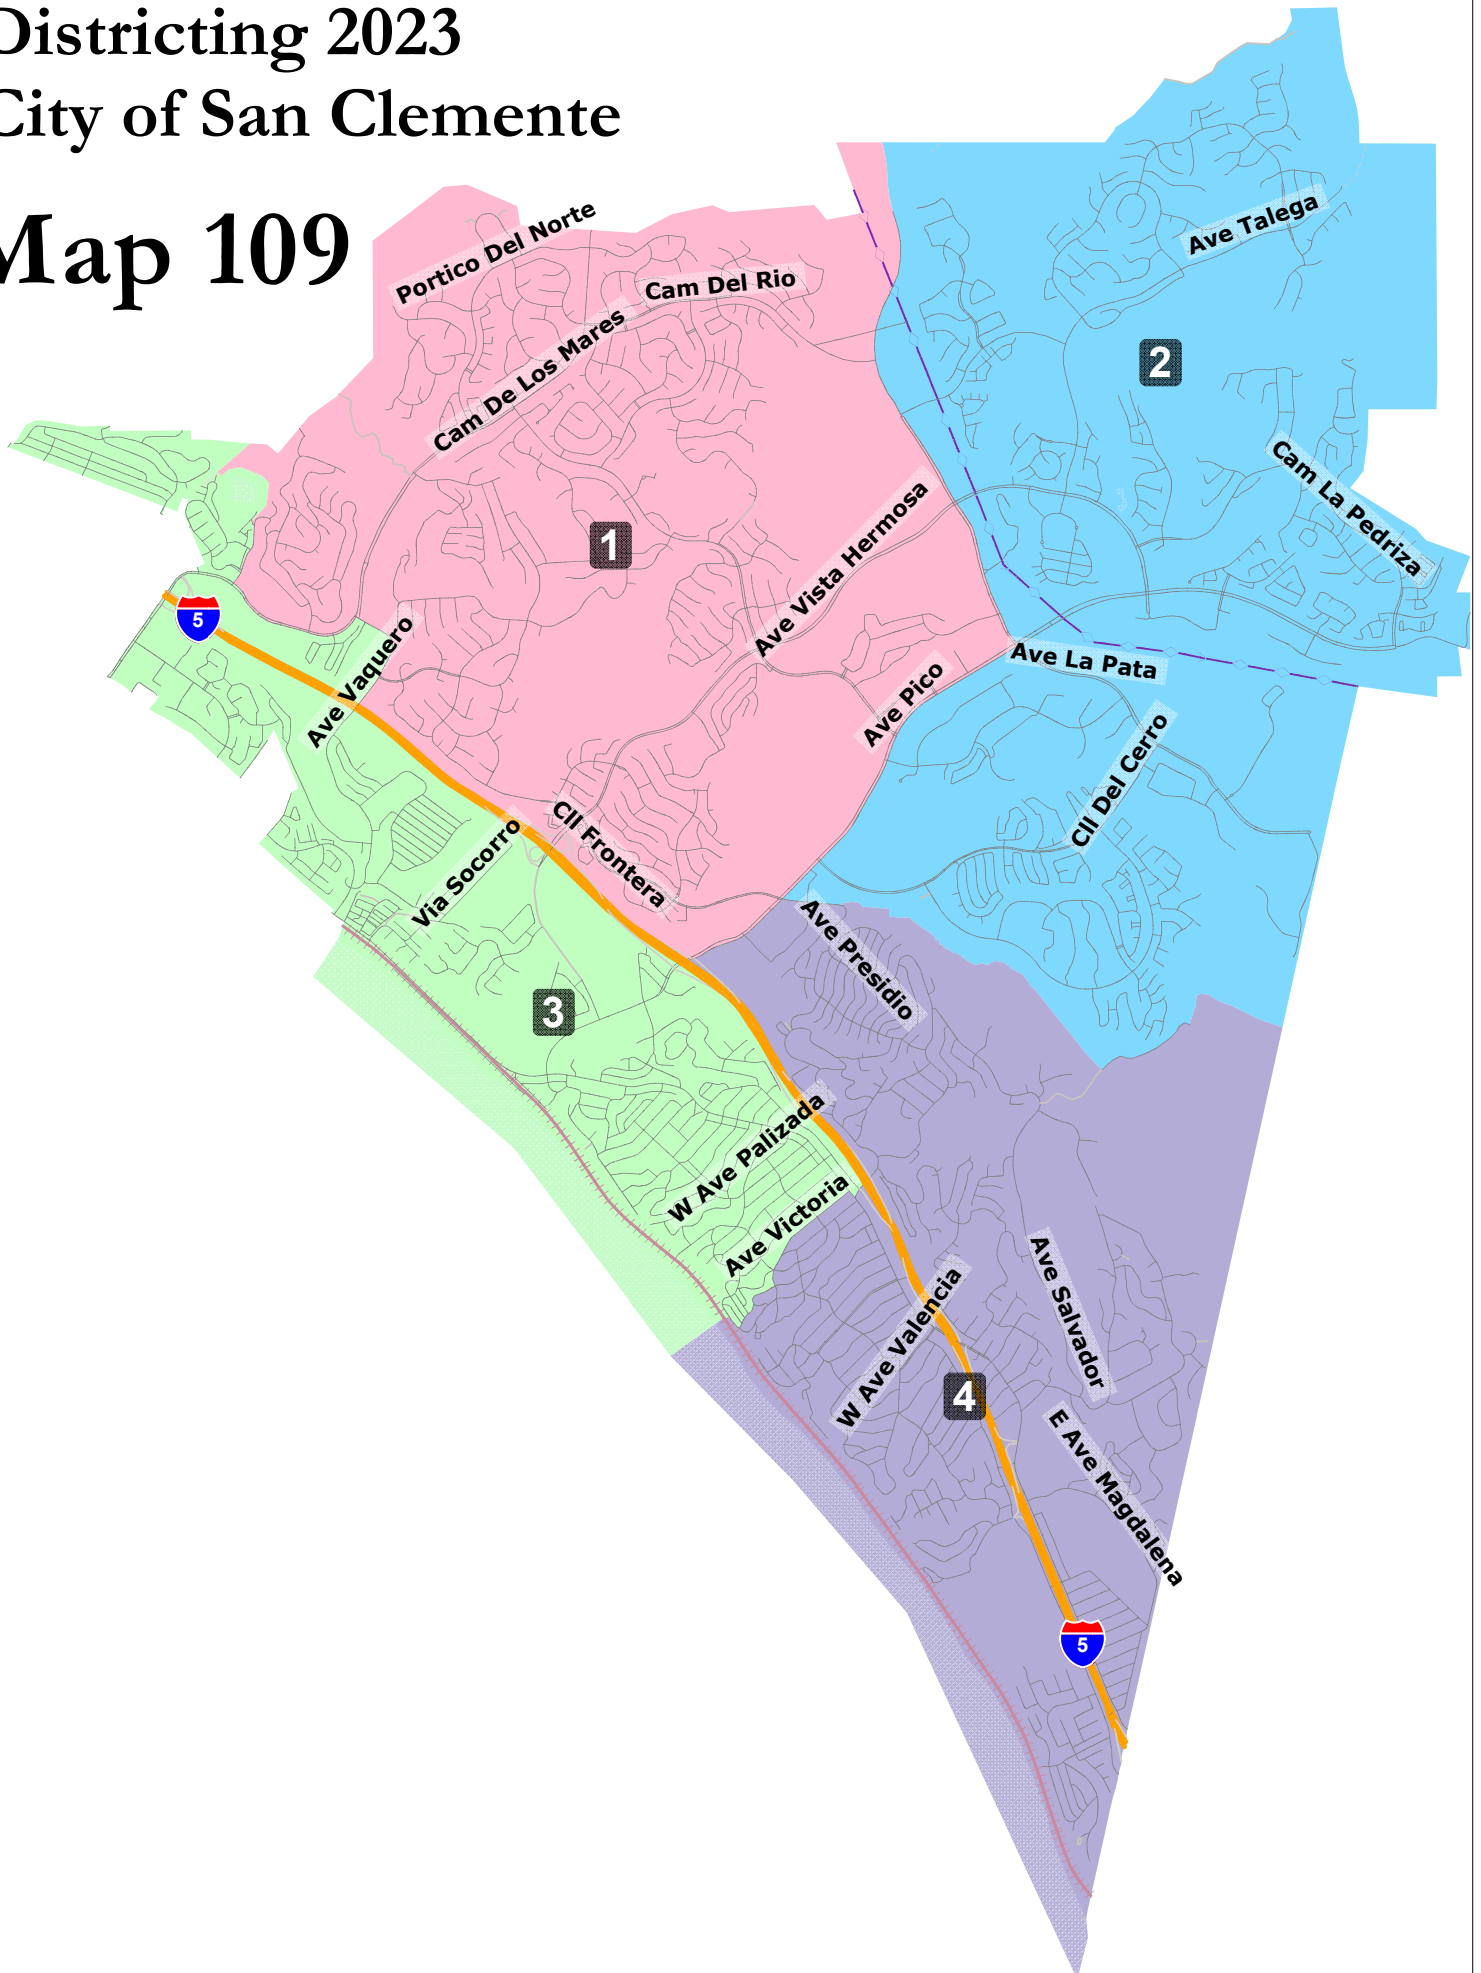 Districting 2023
City of San Clemente
Map 109
Portico Del Norte
Cam Del Rio
Cam De Los Mares
Ave Talega
2
Cam La Pedriza
1
Ave Vista Hermosa
5
Ave Vaquero
Ave La Pata
Ave Pico
Cll Del Cerro
Cll Frontera
Via Socorro
Ave Presidio
3
W Ave Palizada
Ave Victoria
W Ave Valencia
Ave Salvador
4
E Ave Magdalena
5